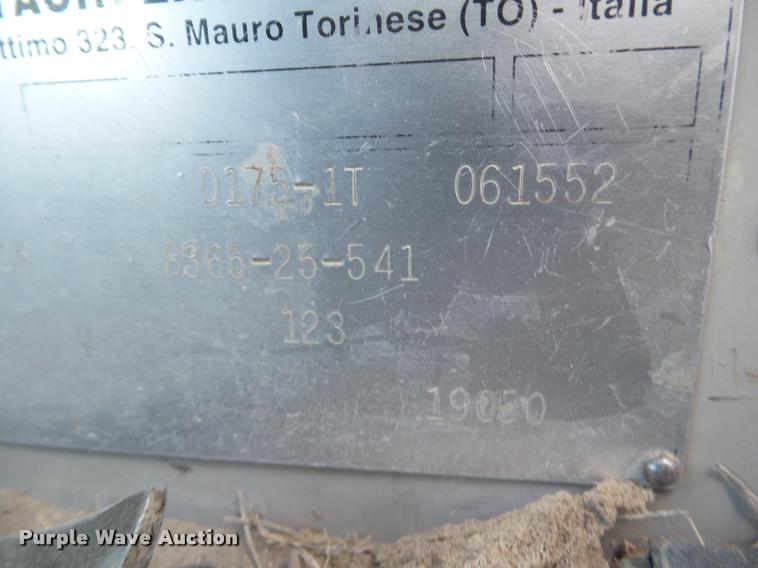 ttimo 323. S. Mauro Torinese (TO) - Italia
D175-1T 061552
8365-25-541
123
19050
Purple Wave Auction